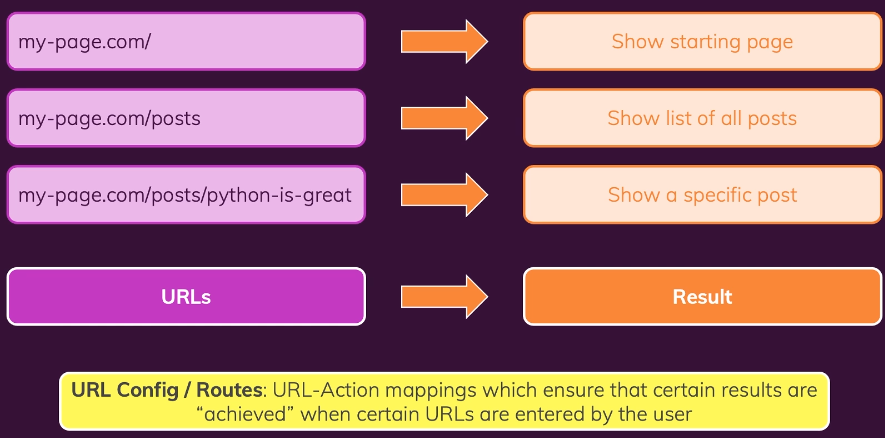 my-page.com/
Show starting page
my-page.com/posts
Show list of all posts
my-page.com/posts/python-is-great
Show a specific post
URLs
Result
URL Config / Routes: URL-Action mappings which ensure that certain results are
“achieved” when certain URLs are entered by the user